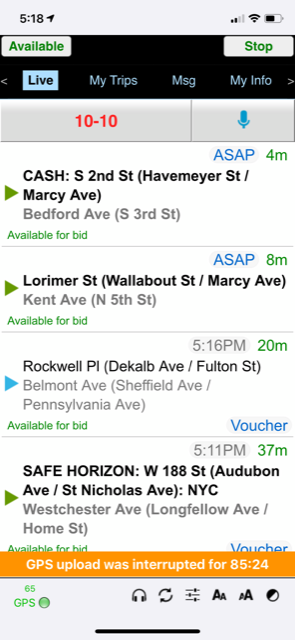 5:18
Available
Stop
< Live My Trips Msg My Info >
10-10
ASAP 4m
CASH: S 2nd St (Havemeyer St /
Marcy Ave)
Bedford Ave (S 3rd St)
Available for bid
ASAP 8m
Lorimer St (Wallabout St / Marcy Ave)
Kent Ave (N 5th St)
Available for bid
5:16PM 20m
Rockwell Pl (Dekalb Ave / Fulton St)
Belmont Ave (Sheffield Ave /
Pennsylvania Ave)
Available for bid
Voucher
5:11PM 37m
SAFE HORIZON: W 188 St (Audubon
Ave / St Nicholas Ave): NYC
Westchester Ave (Longfellow Ave /
Home St)
Available for bid
Voucher
GPS upload was interrupted for 85:24
65
GPS
AA
AA